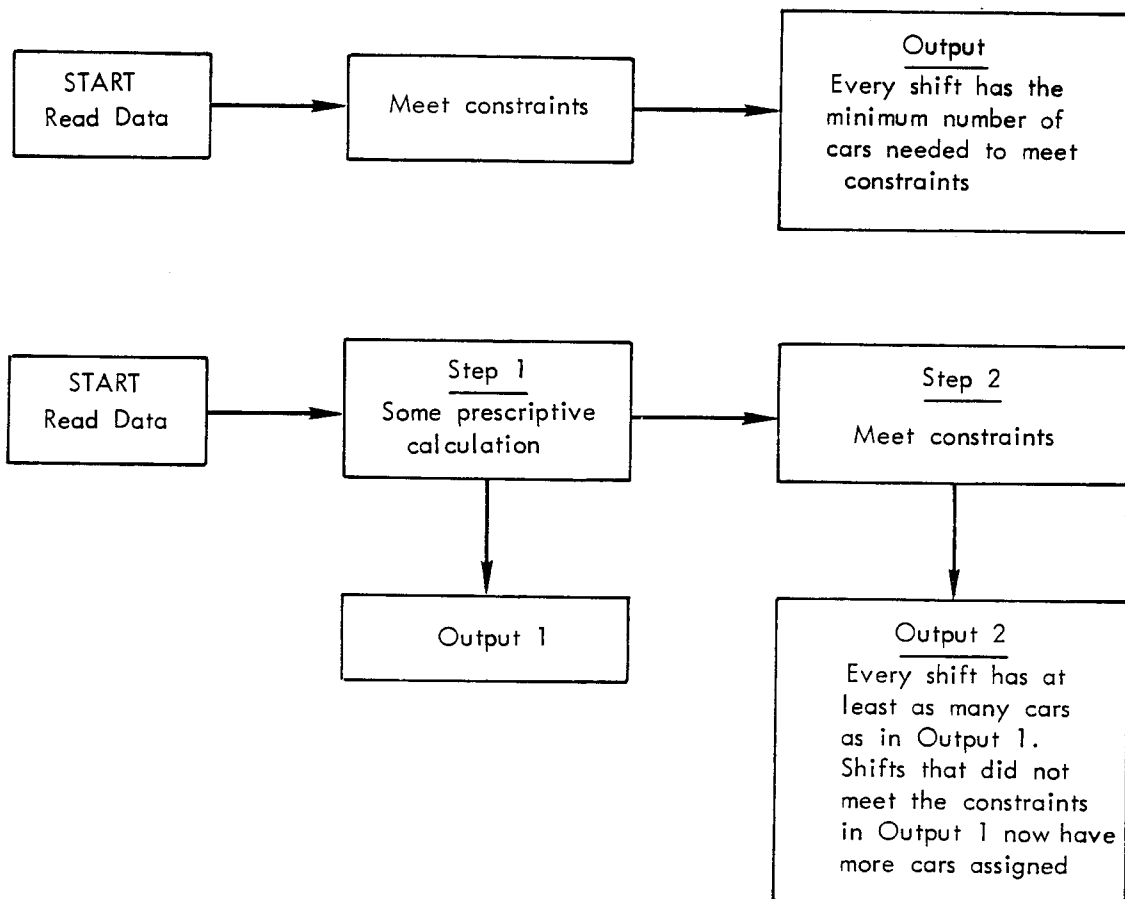 START
Read Data
Meet constraints
Output
Every shift has the
minimum number of
cars needed to meet
constraints
START
Read Data
Step 1
Some prescriptive
calculation
Step 2
Meet constraints
Output 1
Output 2
Every shift has at
least as many cars
as in Output 1.
Shifts that did not
meet the constraints
in Output 1 now have
more cars assigned